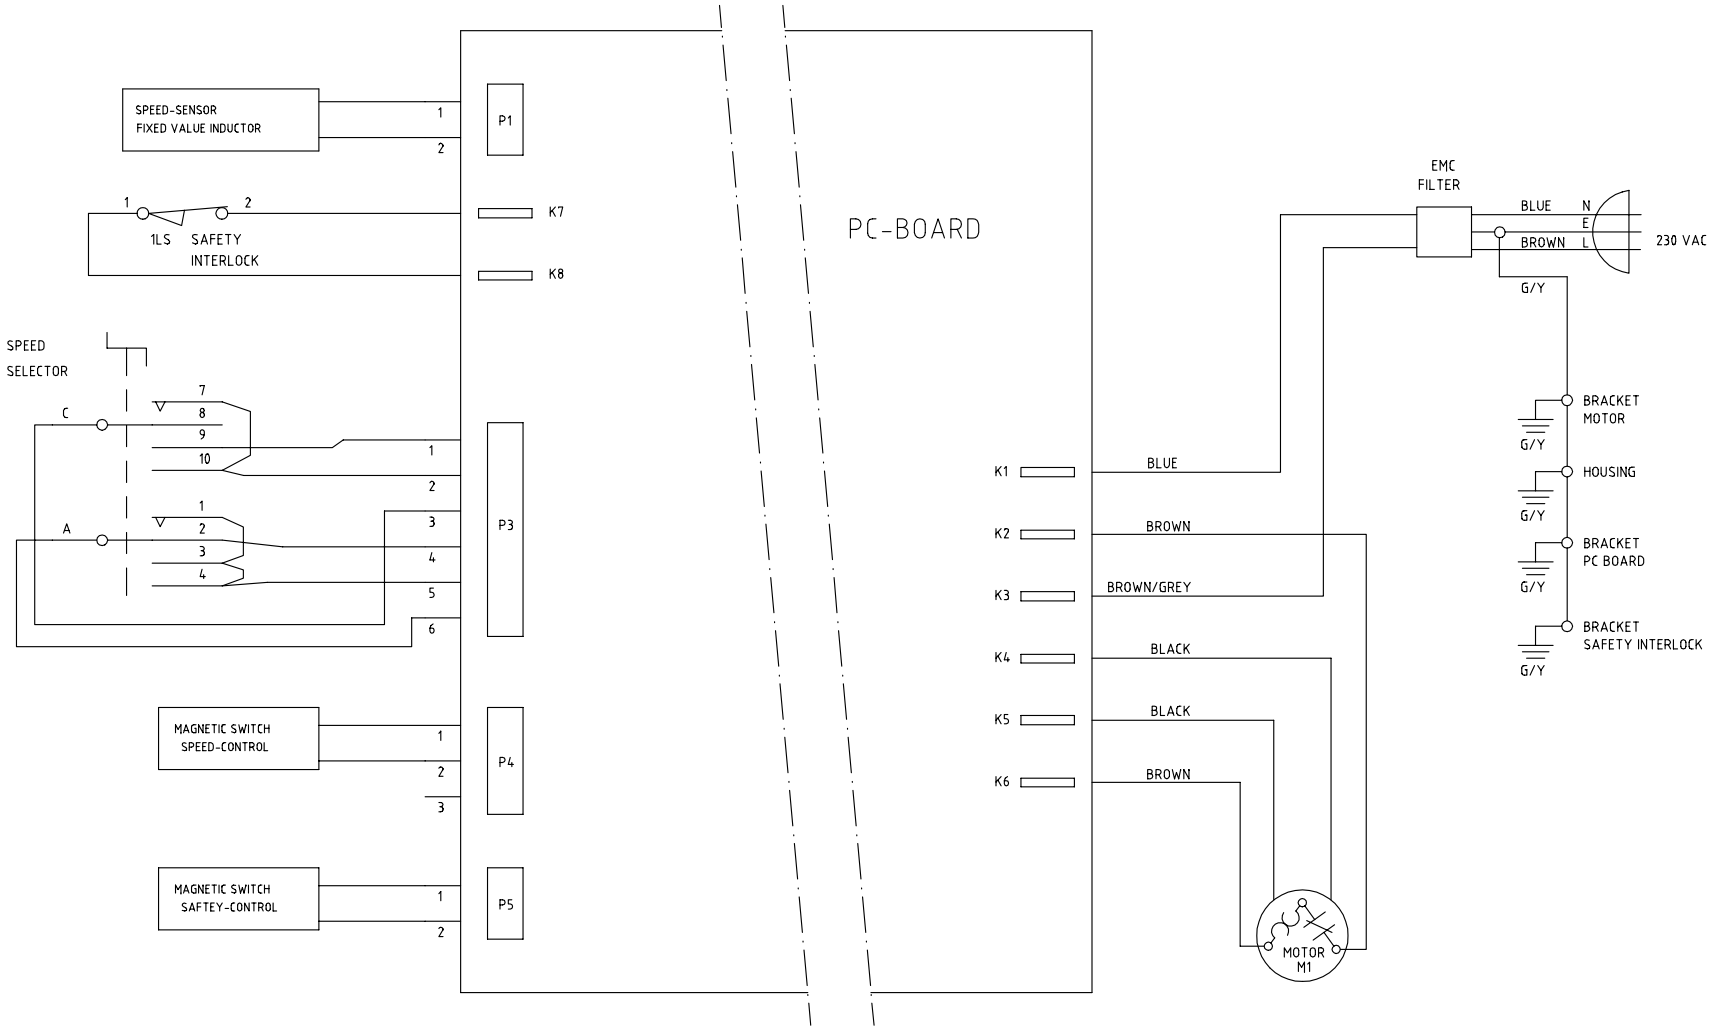 SPEED-SENSOR
FIXED VALUE INDUCTOR
1
2
P1
1
2
1LS SAFETY
INTERLOCK
K7
K8
PC-BOARD
SPEED
SELECTOR
C
7
8
9
10
A
1
2
3
4
1
2
3
4
5
6
P3
MAGNETIC SWITCH
SPEED-CONTROL
1
2
3
P4
MAGNETIC SWITCH
SAFTEY-CONTROL
1
2
P5
K1
BLUE
K2
BROWN
K3
BROWN/GREY
K4
BLACK
K5
BLACK
K6
BROWN
MOTOR
M1
EMC
FILTER
BLUE N
E
BROWN L
230 VAC
G/Y
BRACKET
MOTOR
G/Y
HOUSING
G/Y
BRACKET
PC BOARD
G/Y
BRACKET
SAFETY INTERLOCK
G/Y